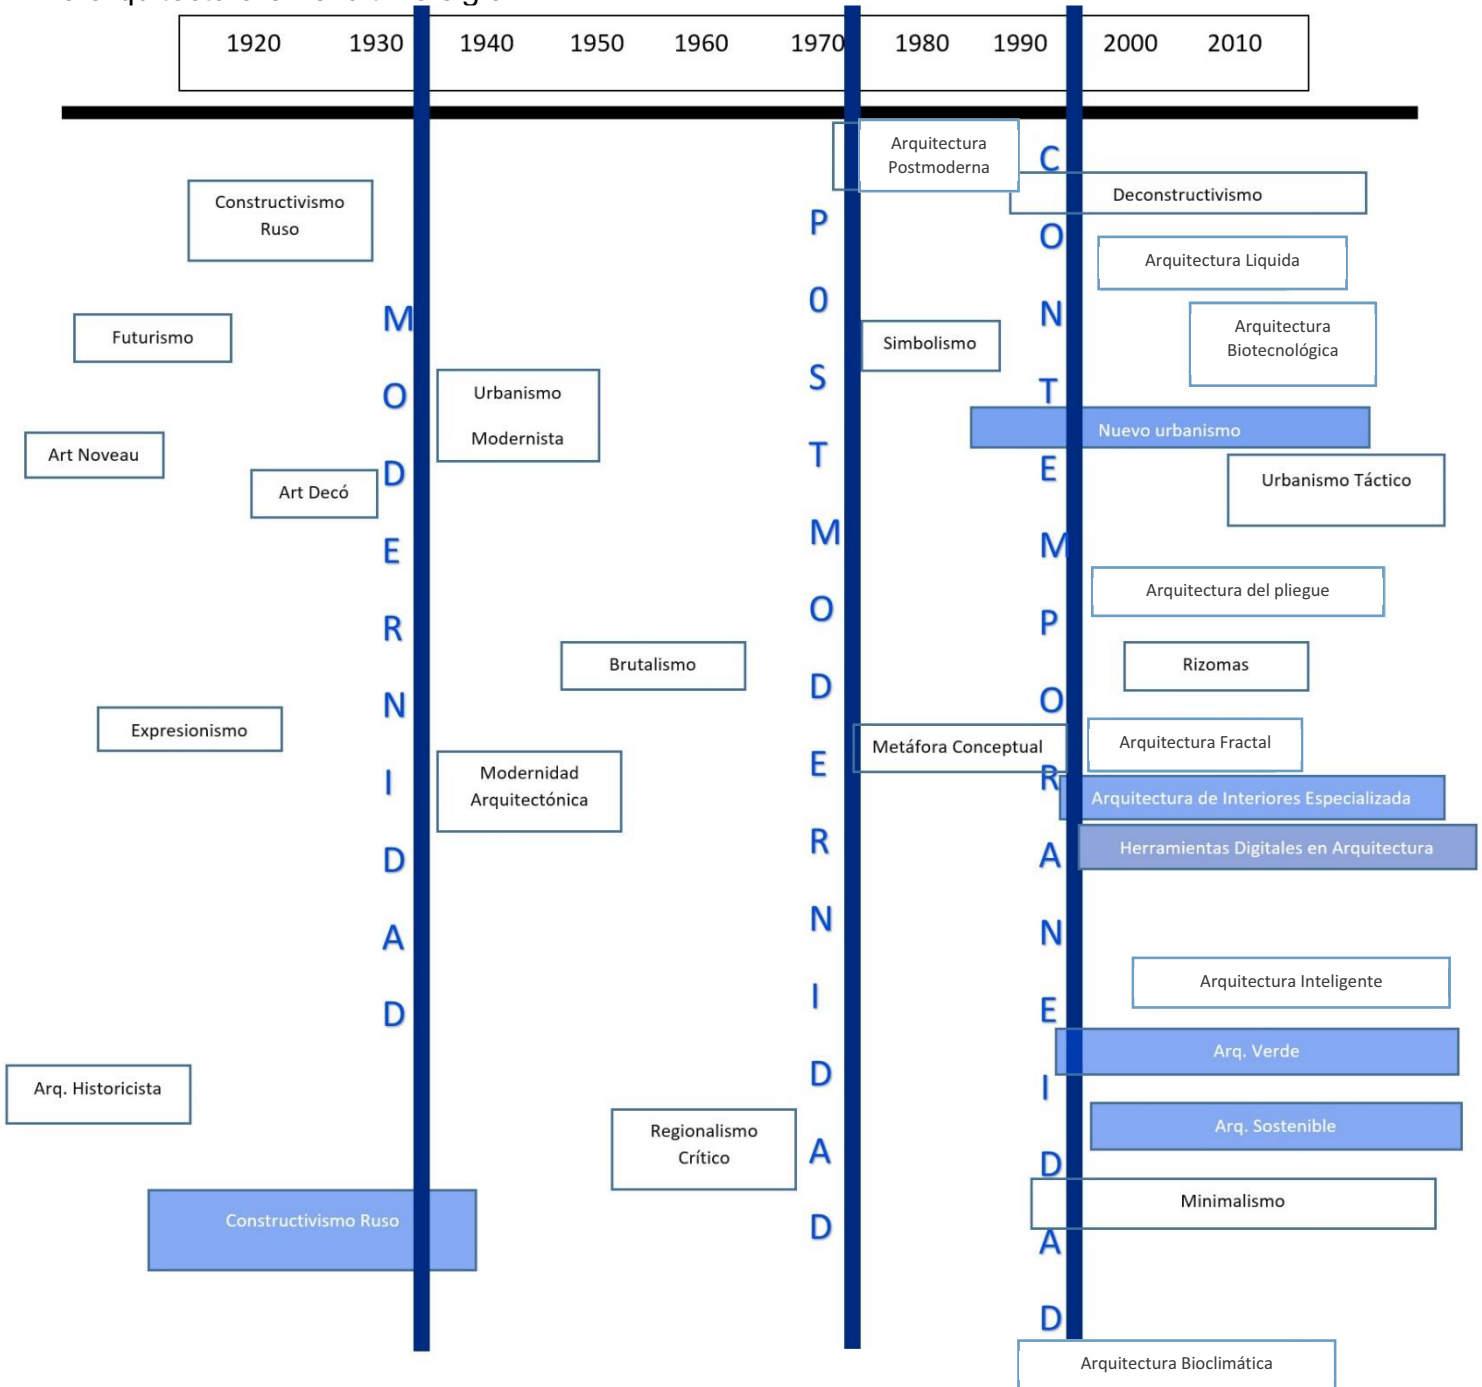 1920 1930 1940 1950 1960 1970 1980 1990 2000 2010
Arquitectura
Postmoderna
Deconstructivismo
Constructivismo
Ruso
Arquitectura Liquida
Futurismo
Simbolismo
Arquitectura
Biotecnológica
Urbanismo
Modernista
Nuevo urbanismo
Art Noveau
Art Decó
Urbanismo Táctico
Arquitectura del pliegue
Brutalismo
Rizomas
Expresionismo
Metáfora Conceptual
Arquitectura Fractal
Modernidad
Arquitectónica
Arquitectura de Interiores Especializada
Herramientas Digitales en Arquitectura
Arquitectura Inteligente
Arq. Verde
Arq. Historicista
Regionalismo
Crítico
Arq. Sostenible
Minimalismo
Constructivismo Ruso
Arquitectura Bioclimática
MODERNIDAD
P0STMODERNIDAD
CONTEMPORANEIDAD